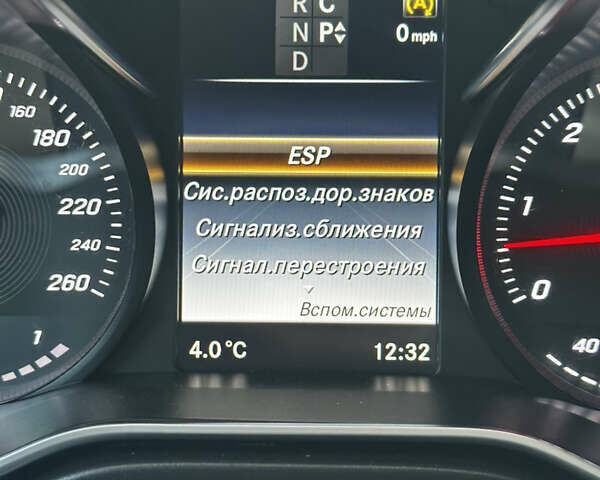 R C
N P
0 mph
D
ESP
Сис.распоз.дор.знаков
Сигнализ.сближения
Сигнал.перестроения
Вспом.системы
4.0 °C 12:32
160
180
200
220
240
260
1
2
1
0
40